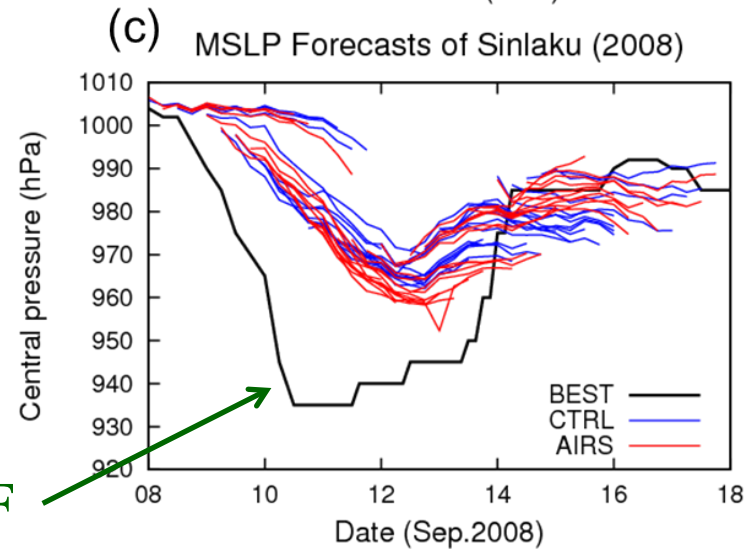 (c) MSLP Forecasts of Sinlaku (2008)
Central pressure (hPa)
1010
1000
990
980
970
960
950
940
930
920
BEST
CTRL
AIRS
08 10 12 14 16 18
Date (Sep.2008)